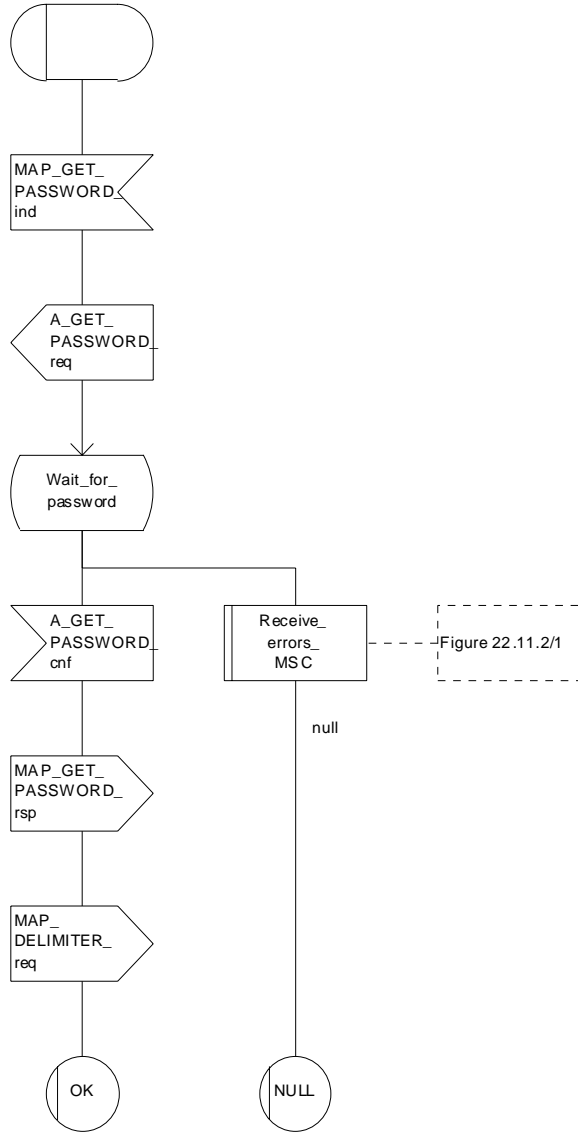 MAP_GET_
PASSWORD_
ind
A_GET_
PASSWORD_
req
Wait_for_
password
A_GET_
PASSWORD_
cnf
Receive_
errors_
MSC
Figure 22.11.2/1
null
MAP_GET_
PASSWORD_
rsp
MAP_
DELIMITER_
req
OK
NULL